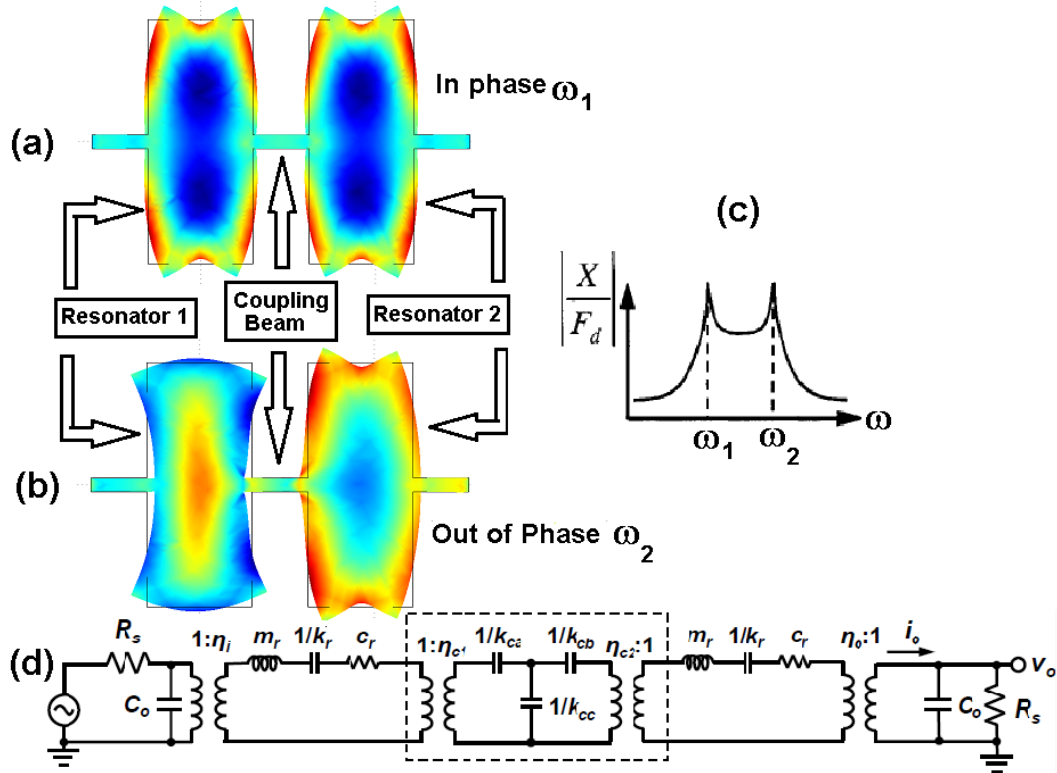 (a)
In phase ω1
Resonator 1
Coupling
Beam
Resonator 2
(b)
Out of Phase ω2
(c)
|X/Fd|
ω1 ω2 ω
(d)
Rs Co 1:ηi mr 1/kr cr 1:ηc1 1/kca 1/kcb 1/kcc ηc2:1 mr 1/kr cr η0:1 io Co Rs vo